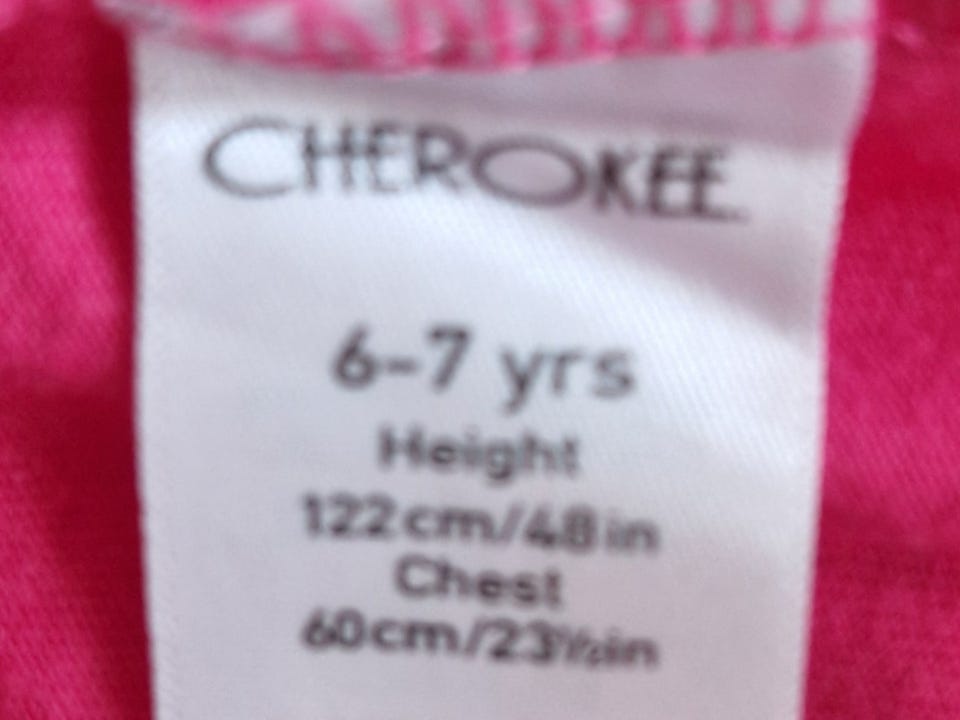 CHEROKEE
6-7 yrs
Height
122cm/48in
Chest
60cm/23½in